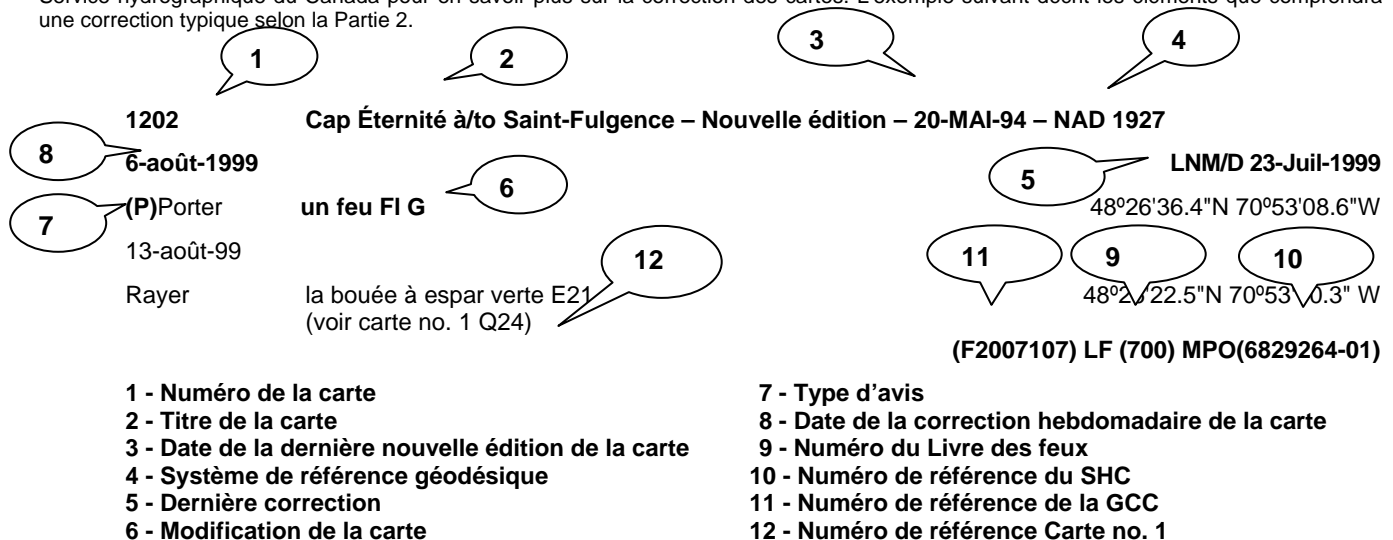 Service hydrographique du Canada pour en savoir plus sur la correction des cartes. L'exemple suivant décrit les éléments que comprendra
une correction typique selon la Partie 2.
1 2 3 4
1202 Cap Éternité à/to Saint-Fulgence – Nouvelle édition – 20-MAI-94 – NAD 1927
8 6-août-1999 5 LNM/D 23-Juil-1999
7 (P)Porter un feu Fl G 6 48º26'36.4"N 70º53'08.6"W
13-août-99 12 11 9 10
Rayer la bouée à espar verte E21 W
(voir carte no. 1 Q24)
(F2007107) LF (700) MPO(6829264-01)
1 - Numéro de la carte
2 - Titre de la carte
3 - Date de la dernière nouvelle édition de la carte
4 - Système de référence géodésique
5 - Dernière correction
6 - Modification de la carte
7 - Type d'avis
8 - Date de la correction hebdomadaire de la carte
9 - Numéro du Livre des feux
10 - Numéro de référence du SHC
11 - Numéro de référence de la GCC
12 - Numéro de référence Carte no. 1